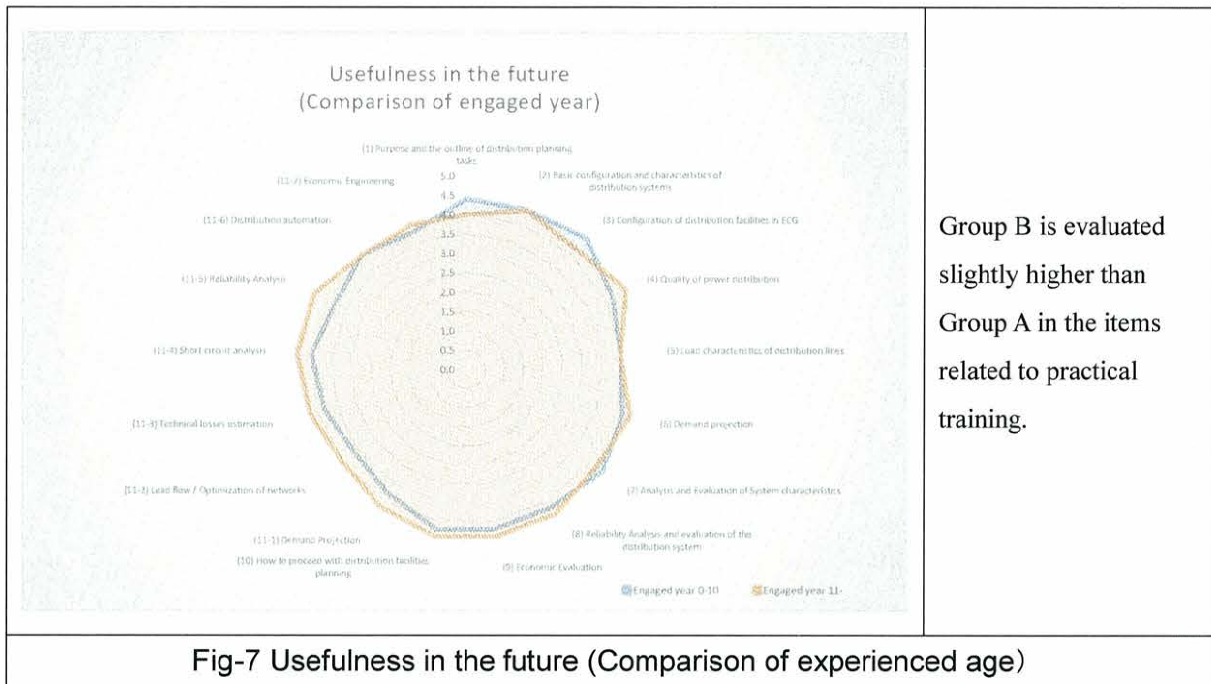 Usefulness in the future
(Comparison of engaged year)
(1) Purpose and the outline of distribution planning
tasks
(2) Basic configuration and characteristics of
distribution systems
(3) Configuration of distribution facilities in ECG
(4) Quality of power distribution
(5) Load characteristics of distribution lines
(6) Demand projection
(7) Analysis and Evaluation of System characteristics
(8) Reliability Analysis and evaluation of the
distribution system
(9) Economic Evaluation
(10) How to proceed with distribution facilities
planning
(11-1) Demand Projection
(11-2) Load flow / Optimization of networks
(11-3) Technical losses estimation
(11-4) Short circuit analysis
(11-5) Reliability Analysis
(11-6) Distribution automation
(11-7) Economic Engineering
5.0
4.5
4.0
3.5
3.0
2.5
2.0
1.5
1.0
0.5
0.0
Engaged year 0-10
Engaged year 11-
Group B is evaluated
slightly higher than
Group A in the items
related to practical
training.
Fig-7 Usefulness in the future (Comparison of experienced age)